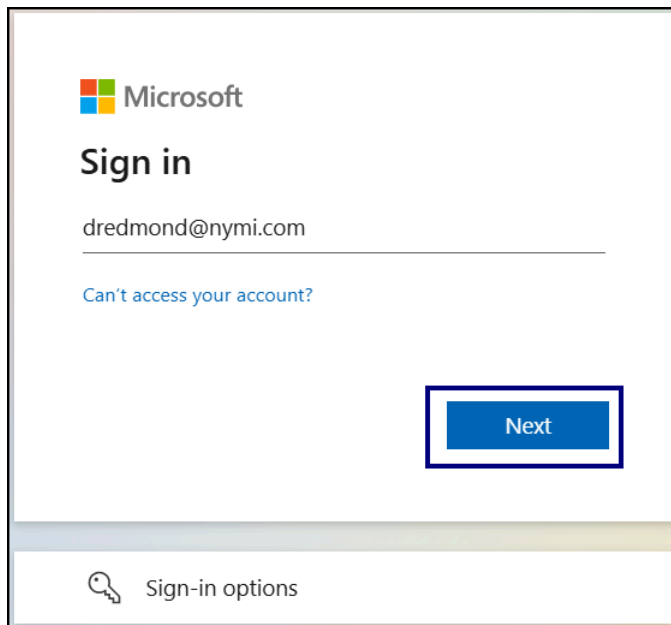 Microsoft
Sign in
dredmond@nymi.com
Can't access your account?
Next
Sign-in options